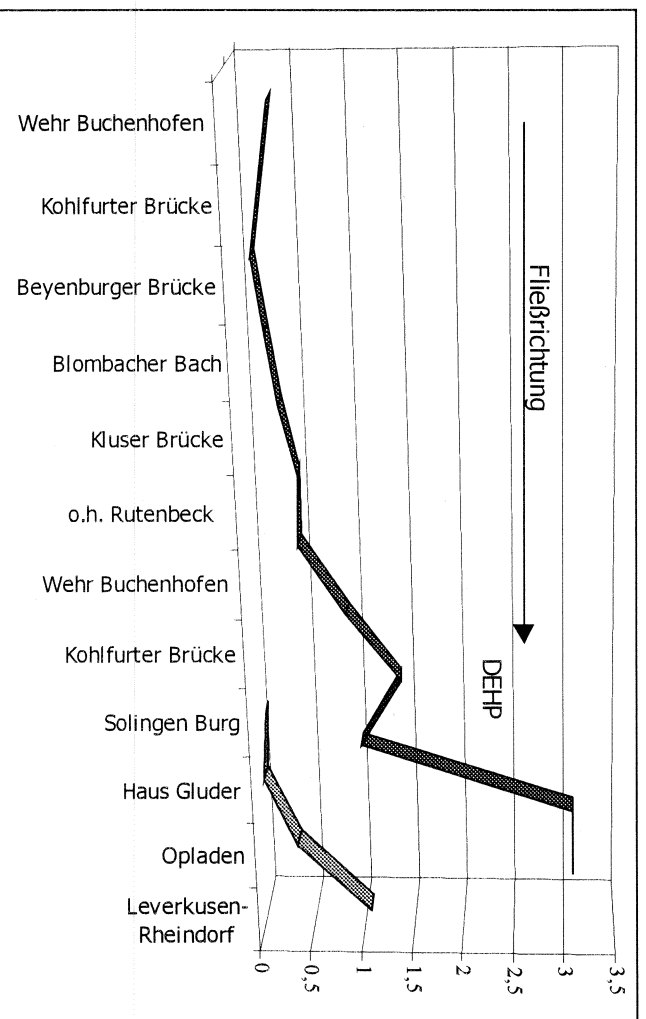 Wehr Buchenhofen
Kohlfurter Brücke
Beyenburger Brücke
Blombacher Bach
Kluser Brücke
o.h. Rutenbeck
Wehr Buchenhofen
Kohlfurter Brücke
Solingen Burg
Haus Gluder
Opladen
Leverkusen-
Rheindorf
Fließrichtung
DEHP
0
0,5
1
1,5
2
2,5
3
3,5